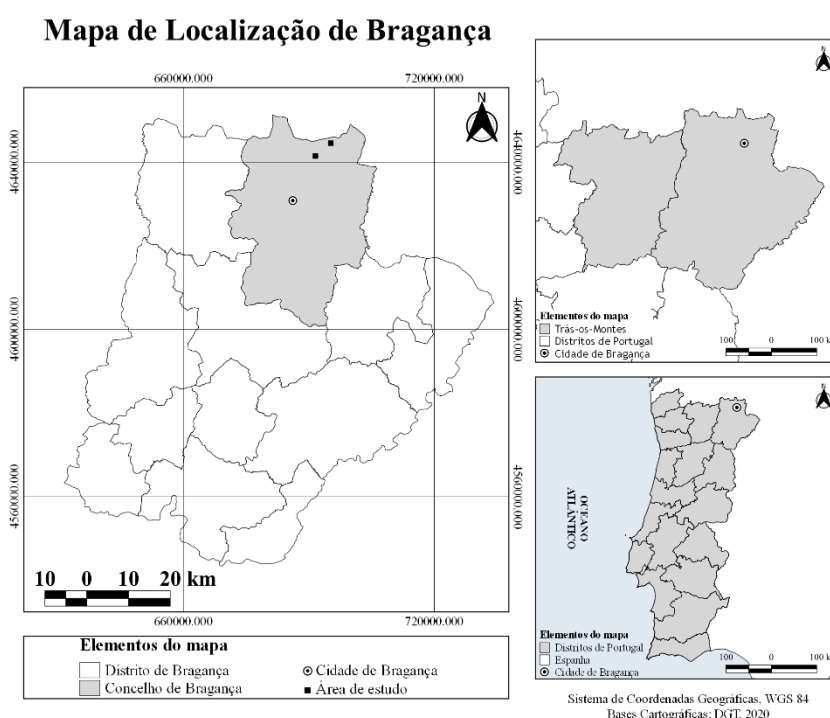 Mapa de Localização de Bragança
660000.000
720000.000
N
4640000.000
4640000.000
4600000.000
4600000.000
4560000.000
4560000.000
10 0 10 20 km
660000.000
720000.000
Elementos do mapa
Distrito de Bragança
Concelho de Bragança
Cidade de Bragança
Área de estudo
N
Elementos do mapa
Trás-os-Montes
Distritos de Portugal
Cidade de Bragança
100 0 100 k
N
OCEANO
ATLÂNTICO
Elementos do mapa
Distritos de Portugal
Espanha
Cidade de Bragança
100 0 100 k
Sistema de Coordenadas Geográficas, WGS 84
Bases Cartográficas: DGT, 2020